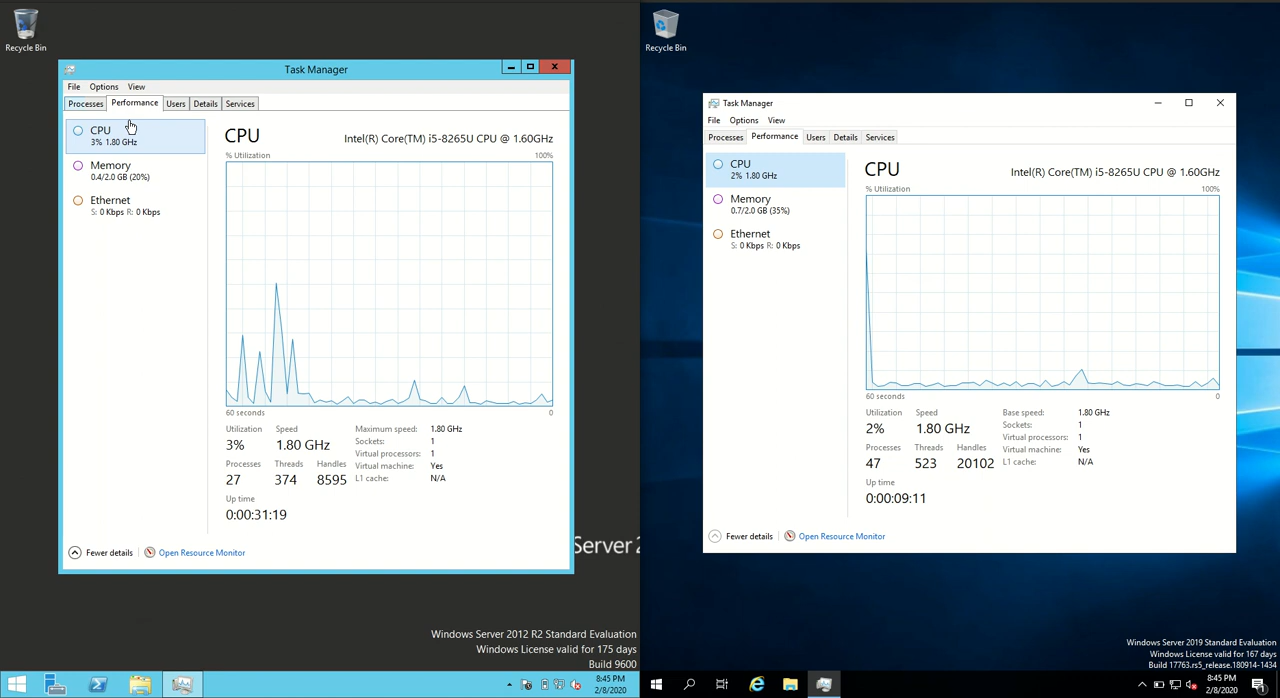 Recycle Bin
Task Manager
File Options View
Processes Performance Users Details Services
CPU
3% 1.80 GHz
Memory
0.4/2.0 GB (20%)
Ethernet
S: 0 Kbps R: 0 Kbps
CPU
Intel(R) Core(TM) i5-8265U CPU @ 1.60GHz
% Utilization 100%
60 seconds 0
Utilization Speed Maximum speed: 1.80 GHz
3% 1.80 GHz Sockets: 1
Virtual processors: 1
Processes Threads Handles Virtual machine: Yes
27 374 8595 L1 cache: N/A
Up time
0:00:31:19
Fewer details Open Resource Monitor
Server 2
Windows Server 2012 R2 Standard Evaluation
Windows License valid for 175 days
Build 9600
8:45 PM
2/8/2020
Recycle Bin
Task Manager
File Options View
Processes Performance Users Details Services
CPU
2% 1.80 GHz
Memory
0.7/2.0 GB (35%)
Ethernet
S: 0 Kbps R: 0 Kbps
CPU
Intel(R) Core(TM) i5-8265U CPU @ 1.60GHz
% Utilization 100%
60 seconds 0
Utilization Speed Base speed: 1.80 GHz
2% 1.80 GHz Sockets: 1
Virtual processors: 1
Processes Threads Handles Virtual machine: Yes
47 523 20102 L1 cache: N/A
Up time
0:00:09:11
Fewer details Open Resource Monitor
Windows Server 2019 Standard Evaluation
Windows License valid for 167 days
Build 17763.rs5_release.180914-1434
8:45 PM
2/8/2020